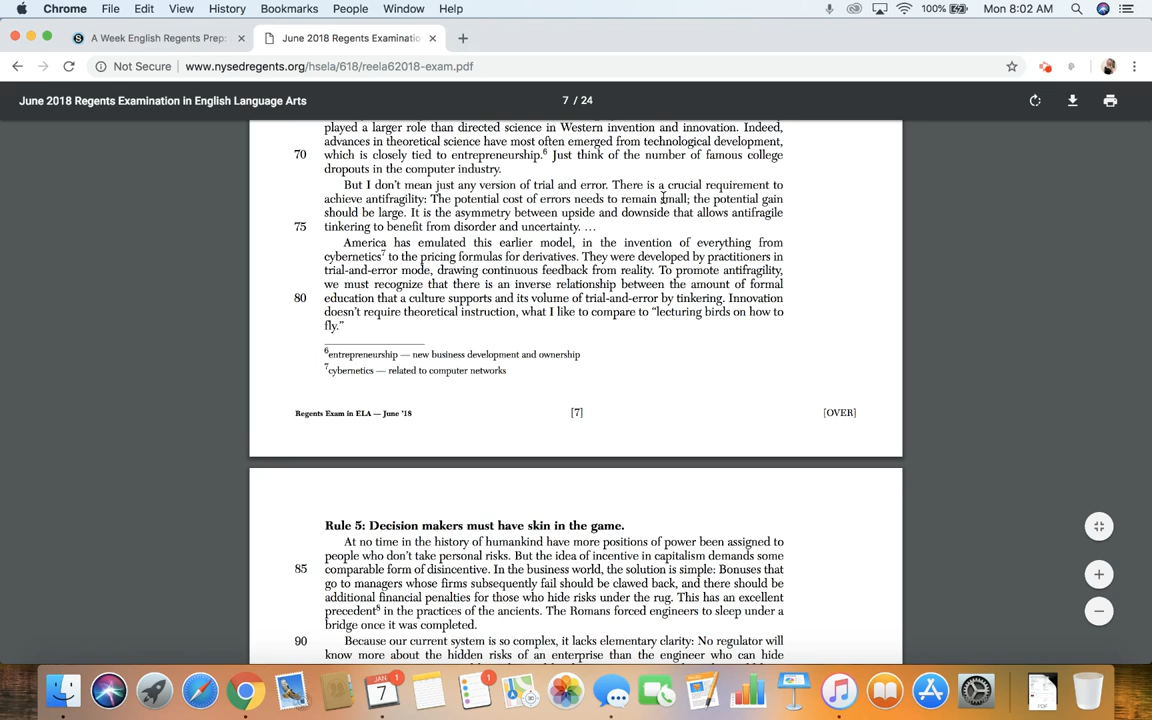 Chrome File Edit View History Bookmarks People Window Help 100% Mon 8:02 AM
A Week English Regents Prep:
June 2018 Regents Examinatio
Not Secure www.nysedregents.org/hsela/618/reela62018-exam.pdf
June 2018 Regents Examination in English Language Arts 7 / 24
played a larger role than directed science in Western invention and innovation. Indeed,
advances in theoretical science have most often emerged from technological development,
70 which is closely tied to entrepreneurship.6 Just think of the number of famous college
dropouts in the computer industry.
But I don't mean just any version of trial and error. There is a crucial requirement to
achieve antifragility: The potential cost of errors needs to remain small; the potential gain
should be large. It is the asymmetry between upside and downside that allows antifragile
75 tinkering to benefit from disorder and uncertainty. …
America has emulated this earlier model, in the invention of everything from
cybernetics7 to the pricing formulas for derivatives. They were developed by practitioners in
trial-and-error mode, drawing continuous feedback from reality. To promote antifragility,
we must recognize that there is an inverse relationship between the amount of formal
80 education that a culture supports and its volume of trial-and-error by tinkering. Innovation
doesn't require theoretical instruction, what I like to compare to "lecturing birds on how to
fly."
6entrepreneurship — new business development and ownership
7cybernetics — related to computer networks
Regents Exam in ELA — June '18 [7] [OVER]
Rule 5: Decision makers must have skin in the game.
At no time in the history of humankind have more positions of power been assigned to
people who don't take personal risks. But the idea of incentive in capitalism demands some
85 comparable form of disincentive. In the business world, the solution is simple: Bonuses that
go to managers whose firms subsequently fail should be clawed back, and there should be
additional financial penalties for those who hide risks under the rug. This has an excellent
precedent8 in the practices of the ancients. The Romans forced engineers to sleep under a
bridge once it was completed.
90 Because our current system is so complex, it lacks elementary clarity: No regulator will
know more about the hidden risks of an enterprise than the engineer who can hide
JAN
7
1
1
PDF